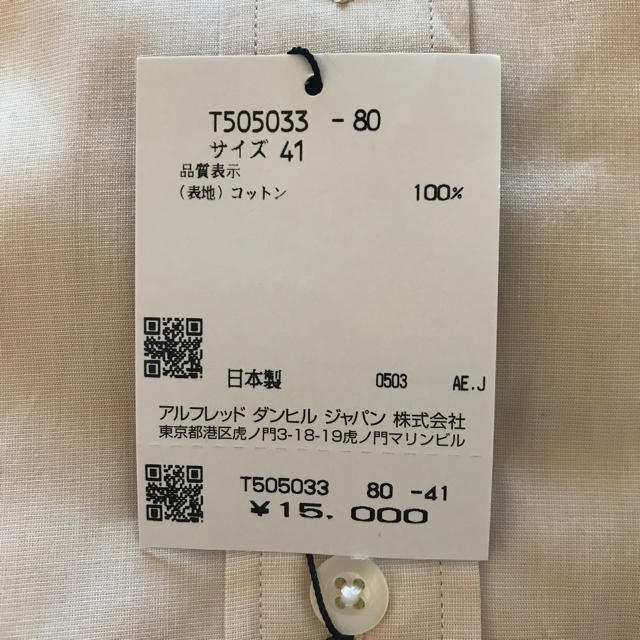 T505033 -80
サイズ 41
品質表示
(表地) コットン 100%
日本製 0503 AE.J
アルフレッド ダンヒル ジャパン 株式会社
東京都港区虎ノ門3-18-19虎ノ門マリンビル
T505033 80 -41
¥15,000